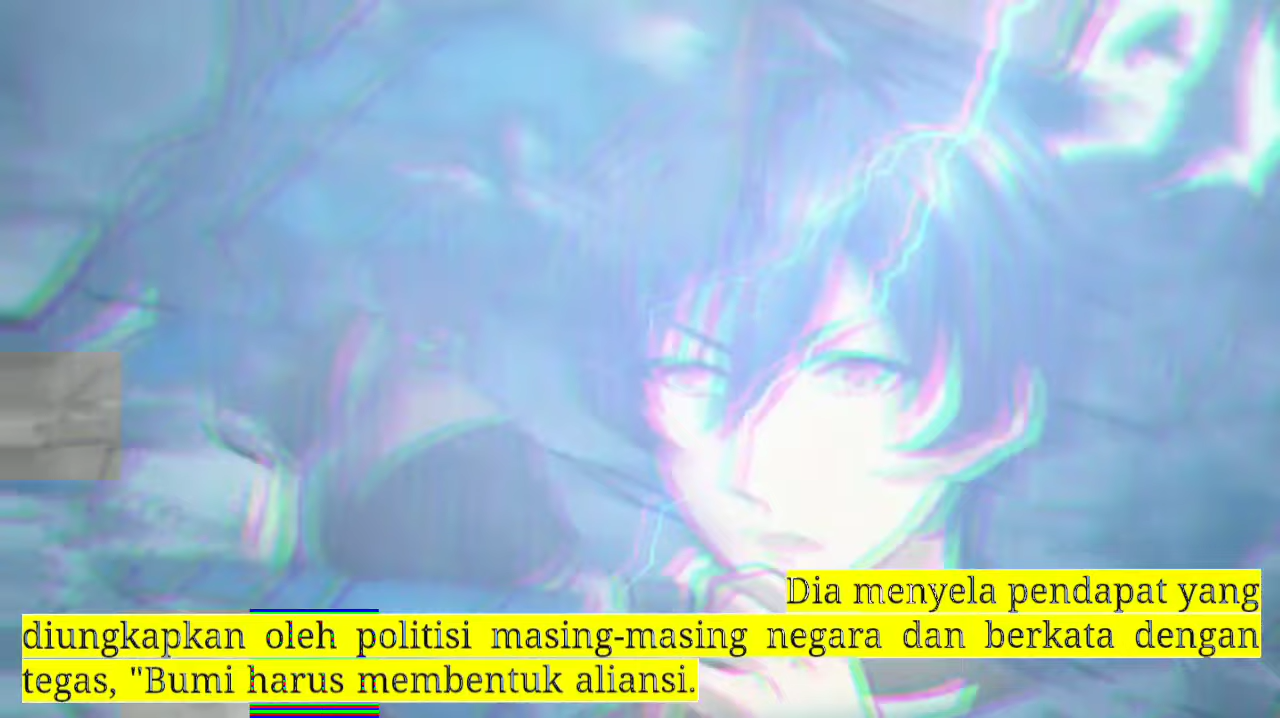 Dia menyela pendapat yang
diungkapkan oleh politisi masing-masing negara dan berkata dengan
tegas, "Bumi harus membentuk aliansi.